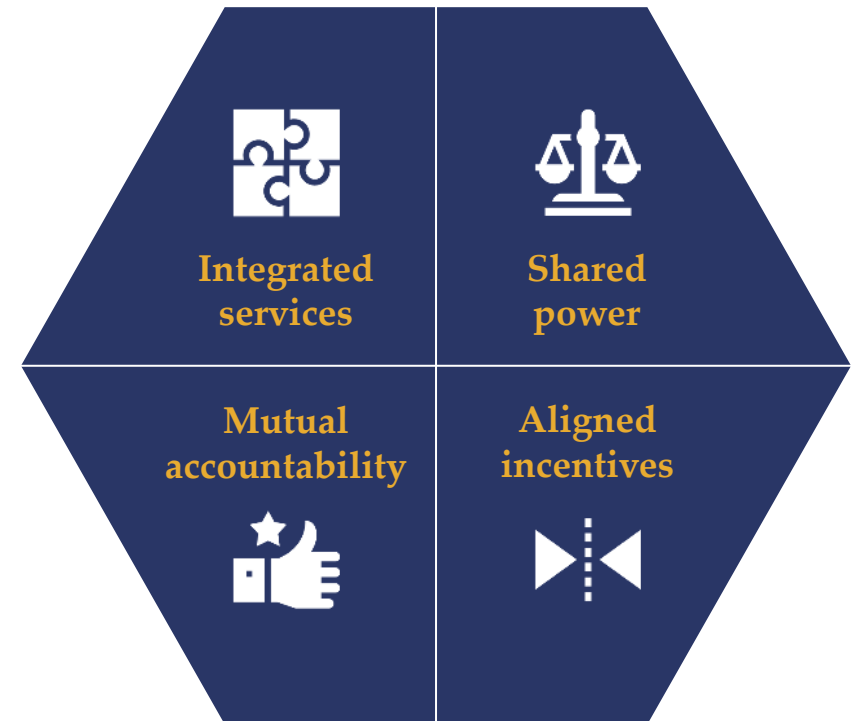 Integrated
services
Shared
power
Mutual
accountability
Aligned
incentives